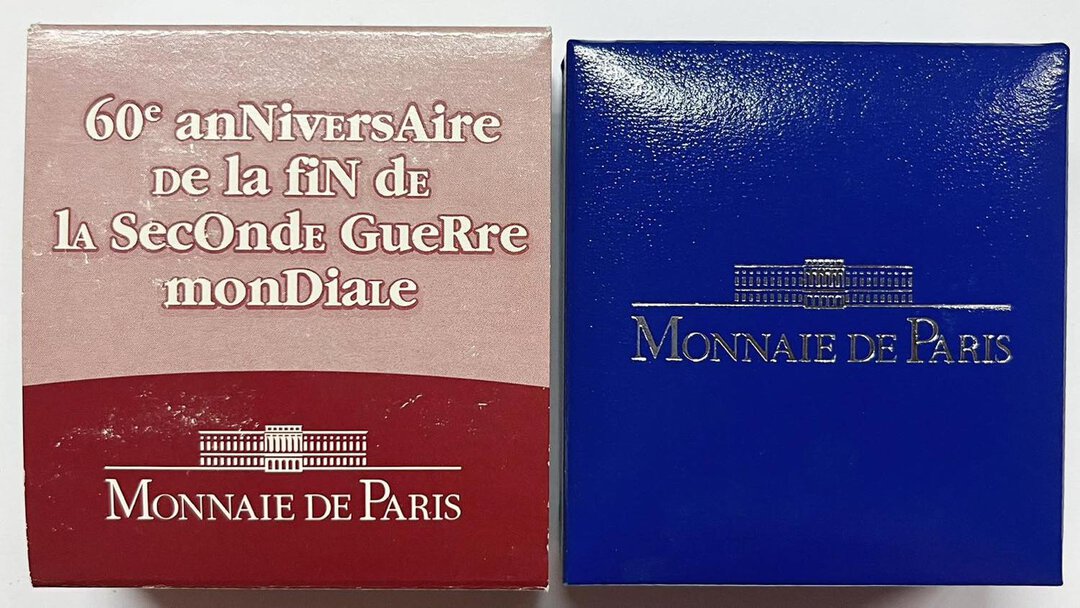 60e anNiVErsAire
De la fiN dE
lA SecOndE GueRre
monDiaLe
MONNAIE DE PARIS
MONNAIE DE PARIS